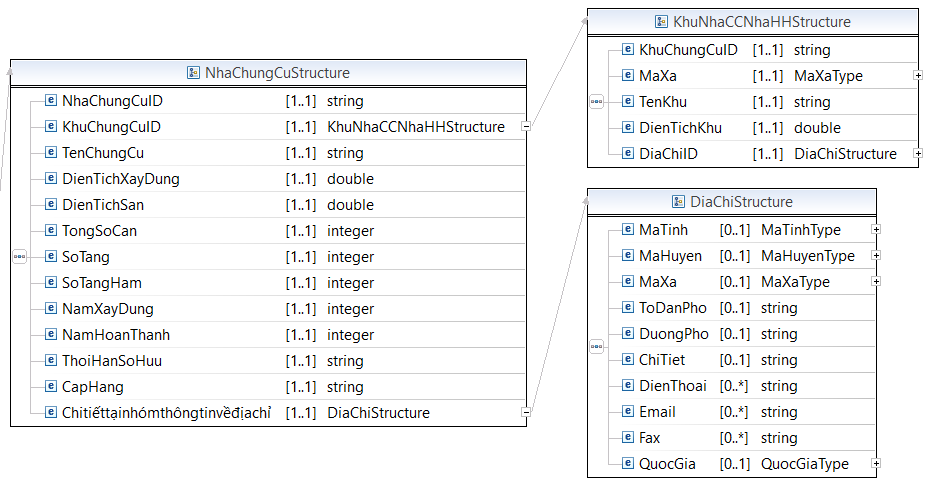 NhaChungCuStructure
NhaChungCuID [1..1] string
KhuChungCuID [1..1] KhuNhaCCNhaHHStructure
TenChungCu [1..1] string
DienTichXayDung [1..1] double
DienTichSan [1..1] double
TongSoCan [1..1] integer
SoTang [1..1] integer
SoTangHam [1..1] integer
NamXayDung [1..1] integer
NamHoanThanh [1..1] integer
ThoiHanSoHuu [1..1] string
CapHang [1..1] string
Chitiếttạinhómthôngtinvềđịachỉ [1..1] DiaChiStructure
KhuNhaCCNhaHHStructure
KhuChungCuID [1..1] string
MaXa [1..1] MaXaType
TenKhu [1..1] string
DienTichKhu [1..1] double
DiaChiID [1..1] DiaChiStructure
DiaChiStructure
MaTinh [0..1] MaTinhType
MaHuyen [0..1] MaHuyenType
MaXa [0..1] MaXaType
ToDanPho [0..1] string
DuongPho [0..1] string
ChiTiet [0..1] string
DienThoai [0..*] string
Email [0..*] string
Fax [0..*] string
QuocGia [0..1] QuocGiaType